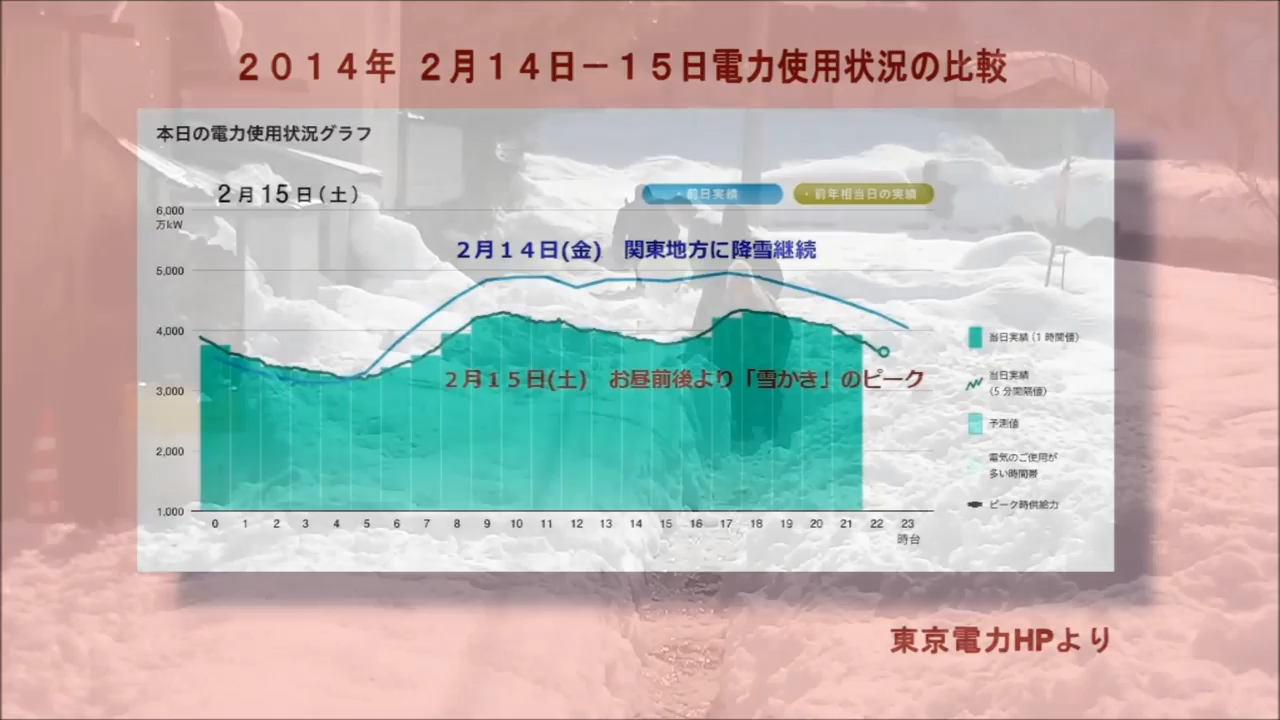 ２０１４年 ２月１４日－１５日電力使用状況の比較
本日の電力使用状況グラフ
2月15日(土)
・前日実績
・前年相当日の実績
6,000
万kW
5,000
4,000
3,000
2,000
1,000
２月１４日(金)　関東地方に降雪継続
２月１５日(土)　お昼前後より「雪かき」のピーク
当日実績(1時間値)
当日実績
(5分間隔値)
予測値
電気のご使用が
多い時間帯
ピーク時供給力
0 1 2 3 4 5 6 7 8 9 10 11 12 13 14 15 16 17 18 19 20 21 22 23
時台
東京電力HPより